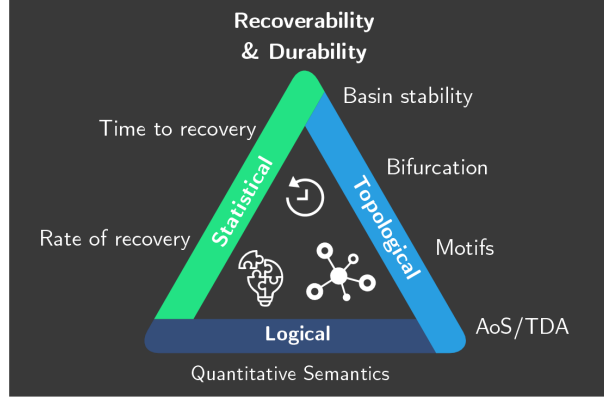 Recoverability
& Durability
Basin stability
Time to recovery
Bifurcation
Statistical
Topological
Rate of recovery
Motifs
AoS/TDA
Logical
Quantitative Semantics